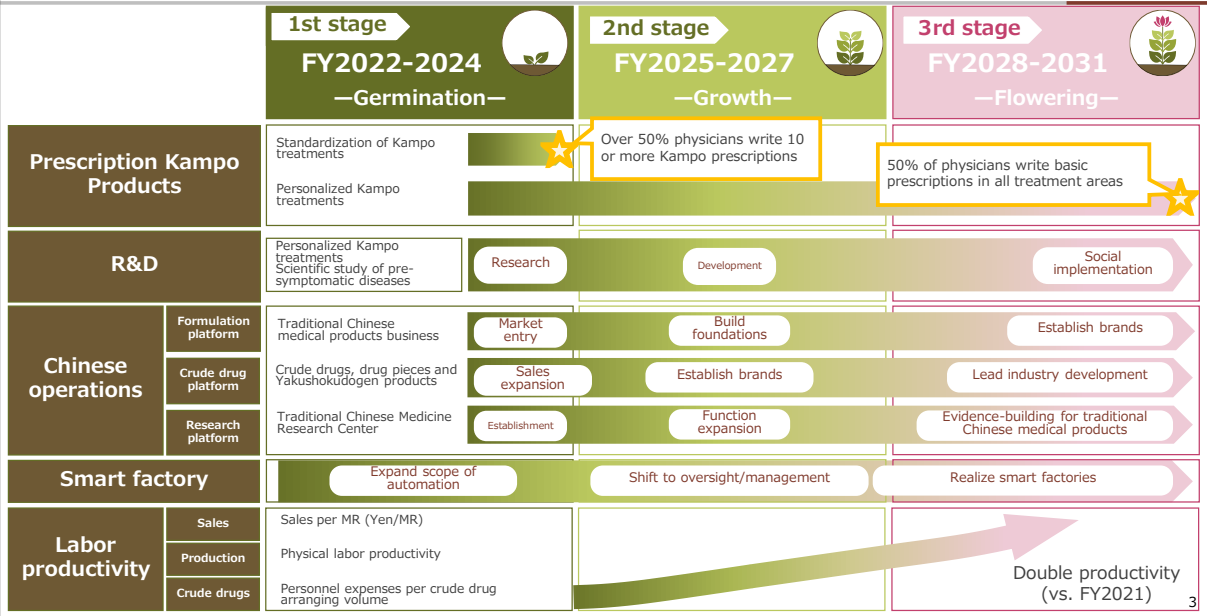 1st stage
FY2022-2024
—Germination—
2nd stage
FY2025-2027
—Growth—
3rd stage
FY2028-2031
—Flowering—
Prescription Kampo
Products
Standardization of Kampo
treatments
Personalized Kampo
treatments
Over 50% physicians write 10
or more Kampo prescriptions
50% of physicians write basic
prescriptions in all treatment areas
R&D
Personalized Kampo
treatments
Scientific study of pre-
symptomatic diseases
Research
Development
Social
implementation
Chinese
operations
Formulation
platform
Traditional Chinese
medical products business
Market
entry
Build
foundations
Establish brands
Crude drug
platform
Crude drugs, drug pieces and
Yakushokudogen products
Sales
expansion
Establish brands
Lead industry development
Research
platform
Traditional Chinese Medicine
Research Center
Establishment
Function
expansion
Evidence-building for traditional
Chinese medical products
Smart factory
Expand scope of
automation
Shift to oversight/management
Realize smart factories
Labor
productivity
Sales
Sales per MR (Yen/MR)
Production
Physical labor productivity
Crude drugs
Personnel expenses per crude drug
arranging volume
Double productivity
(vs. FY2021)
3